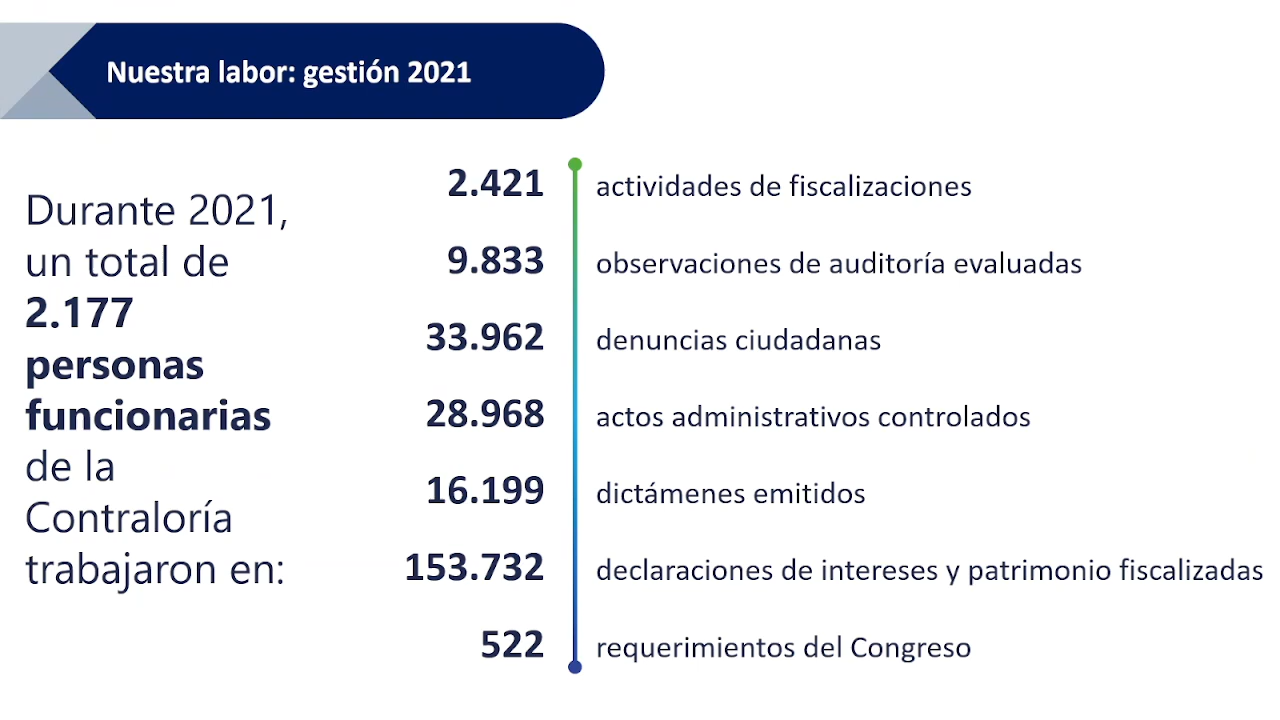 Nuestra labor: gestión 2021
Durante 2021,
un total de
2.177
personas
funcionarias
de la
Contraloría
trabajaron en:
2.421 actividades de fiscalizaciones
9.833 observaciones de auditoría evaluadas
33.962 denuncias ciudadanas
28.968 actos administrativos controlados
16.199 dictámenes emitidos
153.732 declaraciones de intereses y patrimonio fiscalizadas
522 requerimientos del Congreso